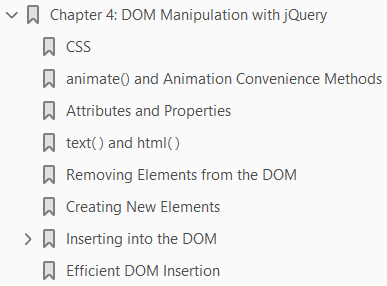 Chapter 4: DOM Manipulation with jQuery
CSS
animate() and Animation Convenience Methods
Attributes and Properties
text( ) and html( )
Removing Elements from the DOM
Creating New Elements
Inserting into the DOM
Efficient DOM Insertion